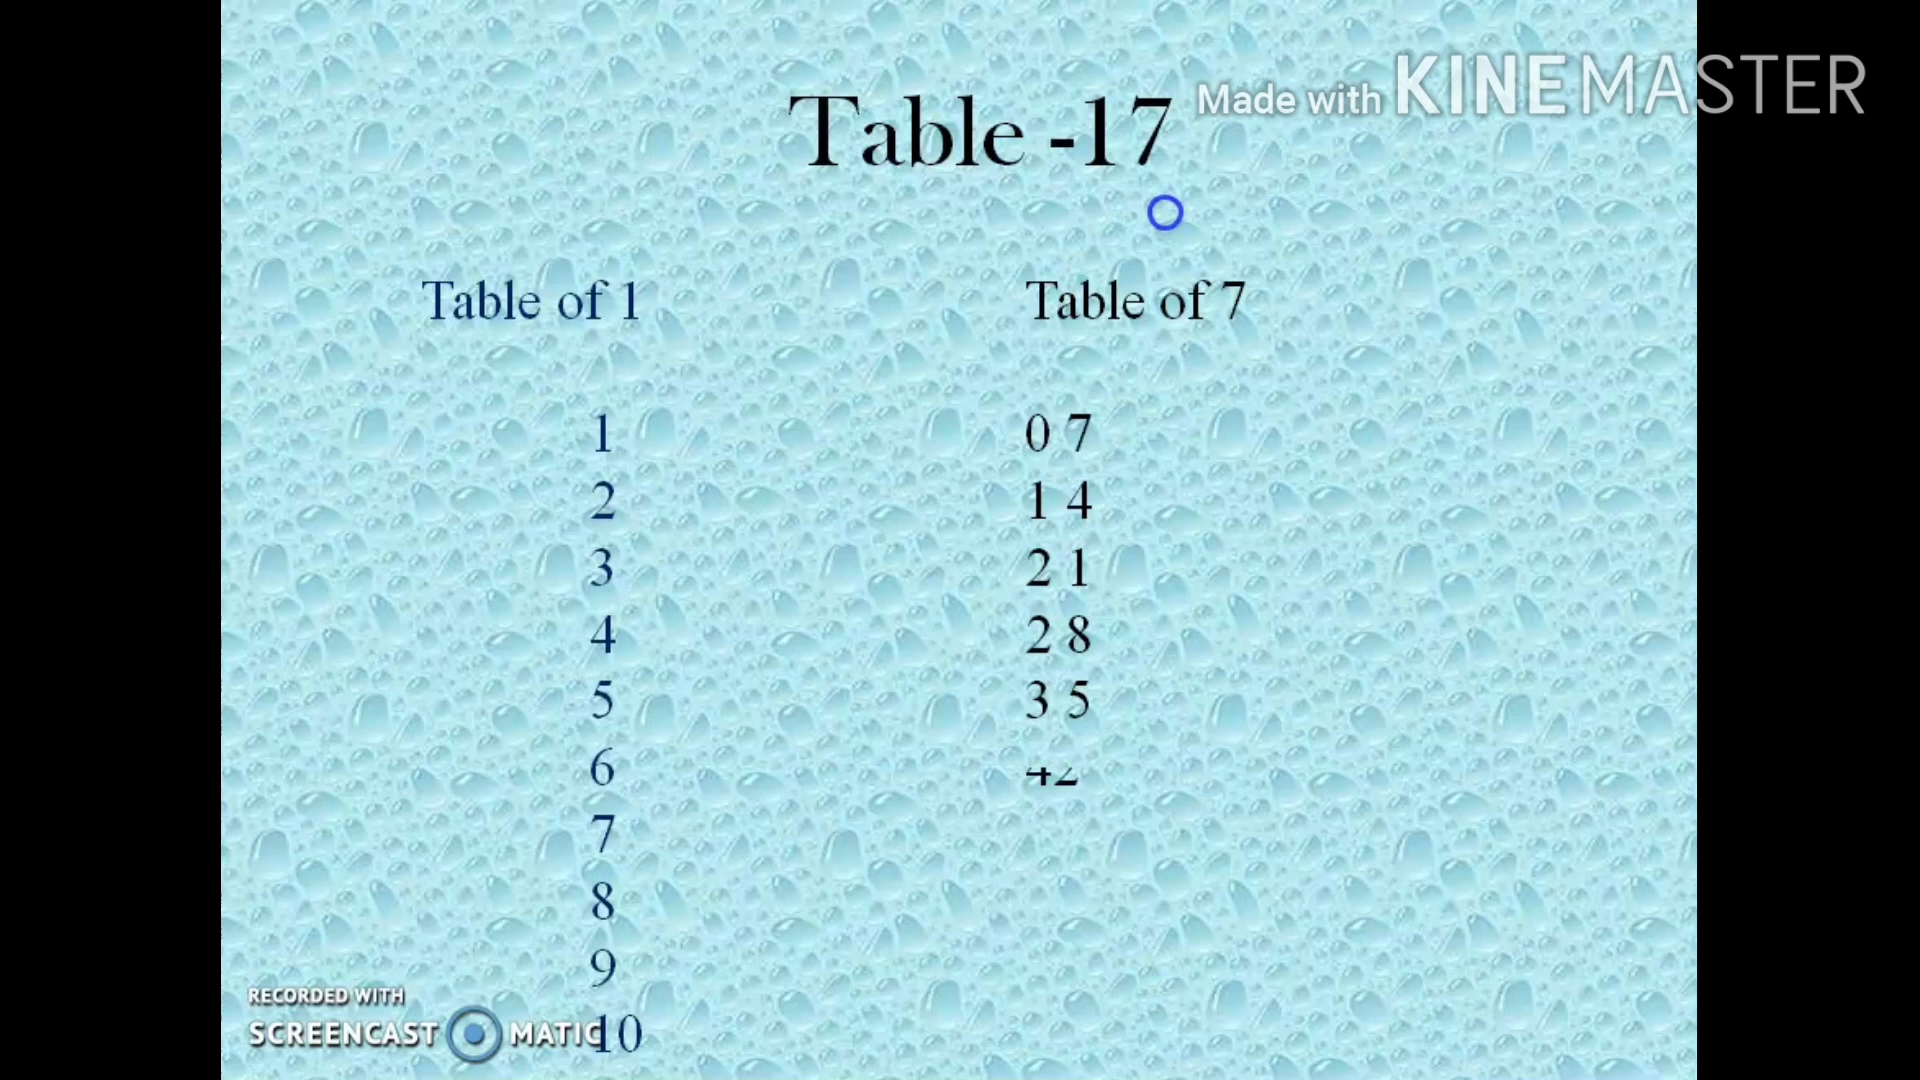 Made with KINEMASTER
Table -17
Table of 1
Table of 7
1
0 7
2
1 4
3
2 1
4
2 8
5
3 5
6
42
7
8
9
10
RECORDED WITH
SCREENCAST MATIC